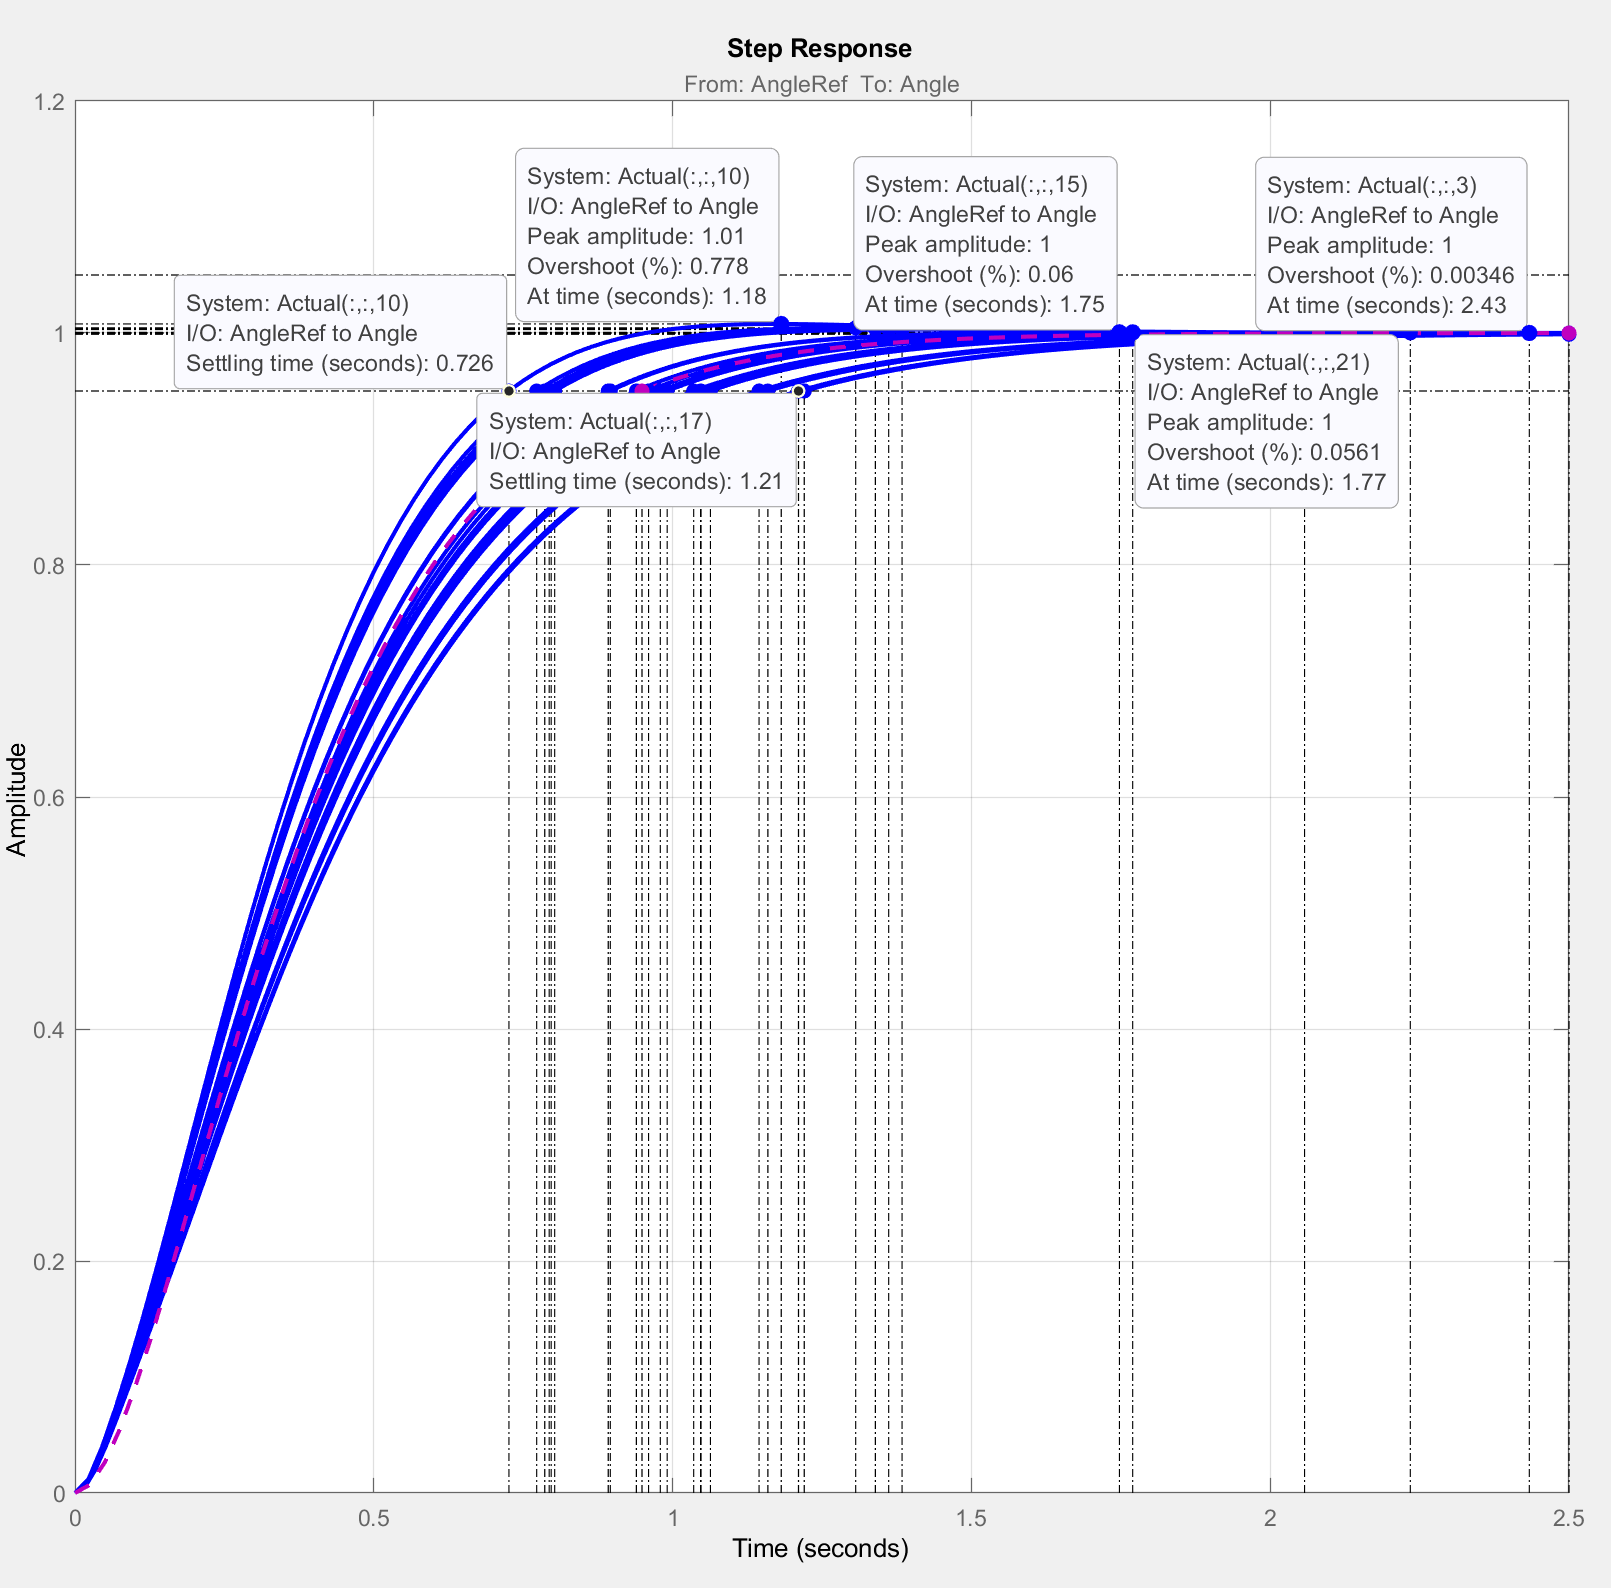 Step Response
From: AngleRef  To: Angle
System: Actual(:,:,10)
I/O: AngleRef to Angle
Peak amplitude: 1.01
Overshoot (%): 0.778
At time (seconds): 1.18
System: Actual(:,:,15)
I/O: AngleRef to Angle
Peak amplitude: 1
Overshoot (%): 0.06
At time (seconds): 1.75
System: Actual(:,:,3)
I/O: AngleRef to Angle
Peak amplitude: 1
Overshoot (%): 0.00346
At time (seconds): 2.43
System: Actual(:,:,10)
I/O: AngleRef to Angle
Settling time (seconds): 0.726
System: Actual(:,:,21)
I/O: AngleRef to Angle
Peak amplitude: 1
Overshoot (%): 0.0561
At time (seconds): 1.77
System: Actual(:,:,17)
I/O: AngleRef to Angle
Settling time (seconds): 1.21
Amplitude
1.2
1
0.8
0.6
0.4
0.2
0
0 0.5 1 1.5 2 2.5
Time (seconds)